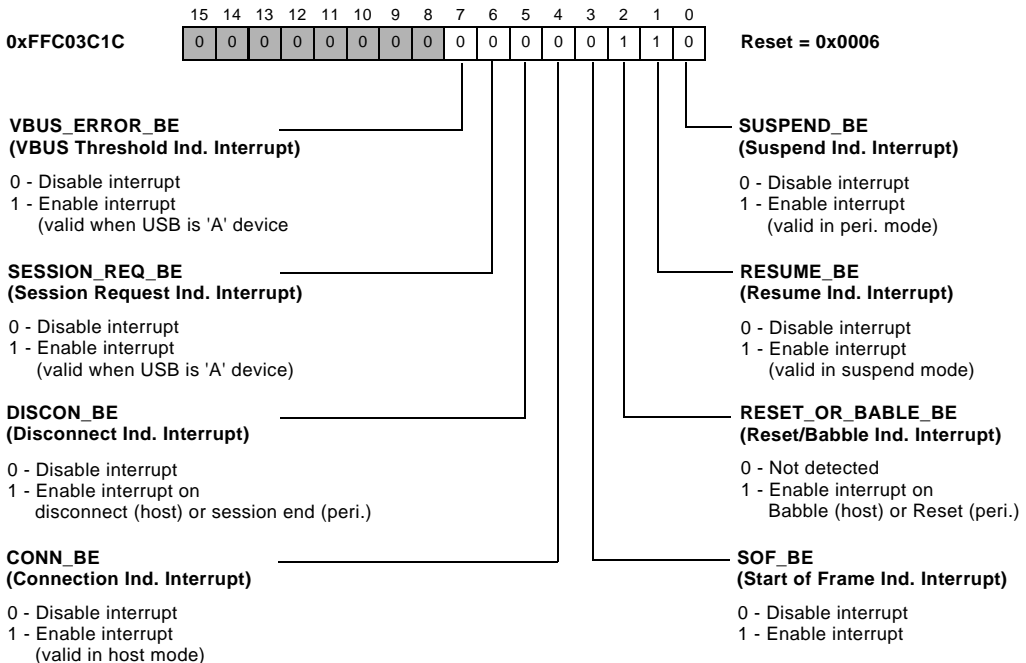 15 14 13 12 11 10 9 8 7 6 5 4 3 2 1 0
0xFFC03C1C 0 0 0 0 0 0 0 0 0 0 0 0 0 1 1 0 Reset = 0x0006
VBUS_ERROR_BE
(VBUS Threshold Ind. Interrupt)
0 - Disable interrupt
1 - Enable interrupt
(valid when USB is 'A' device
SESSION_REQ_BE
(Session Request Ind. Interrupt)
0 - Disable interrupt
1 - Enable interrupt
(valid when USB is 'A' device)
DISCON_BE
(Disconnect Ind. Interrupt)
0 - Disable interrupt
1 - Enable interrupt on
disconnect (host) or session end (peri.)
CONN_BE
(Connection Ind. Interrupt)
0 - Disable interrupt
1 - Enable interrupt
(valid in host mode)
SUSPEND_BE
(Suspend Ind. Interrupt)
0 - Disable interrupt
1 - Enable interrupt
(valid in peri. mode)
RESUME_BE
(Resume Ind. Interrupt)
0 - Disable interrupt
1 - Enable interrupt
(valid in suspend mode)
RESET_OR_BABLE_BE
(Reset/Babble Ind. Interrupt)
0 - Not detected
1 - Enable interrupt on
Babble (host) or Reset (peri.)
SOF_BE
(Start of Frame Ind. Interrupt)
0 - Disable interrupt
1 - Enable interrupt